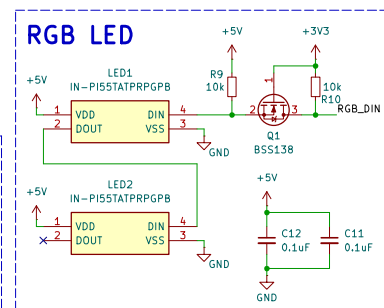 RGB LED
+5V
+3V3
LED1
IN-PI55TATPRPGPB
R9
10k
1
10k
R10
+5V
1 VDD DIN 4
2 DOUT VSS 3
2 3
RGB_DIN
GND
Q1
BSS138
LED2
IN-PI55TATPRPGPB
+5V
+5V
1 VDD DIN 4
2 DOUT VSS 3
GND
C12
0.1uF
C11
0.1uF
GND